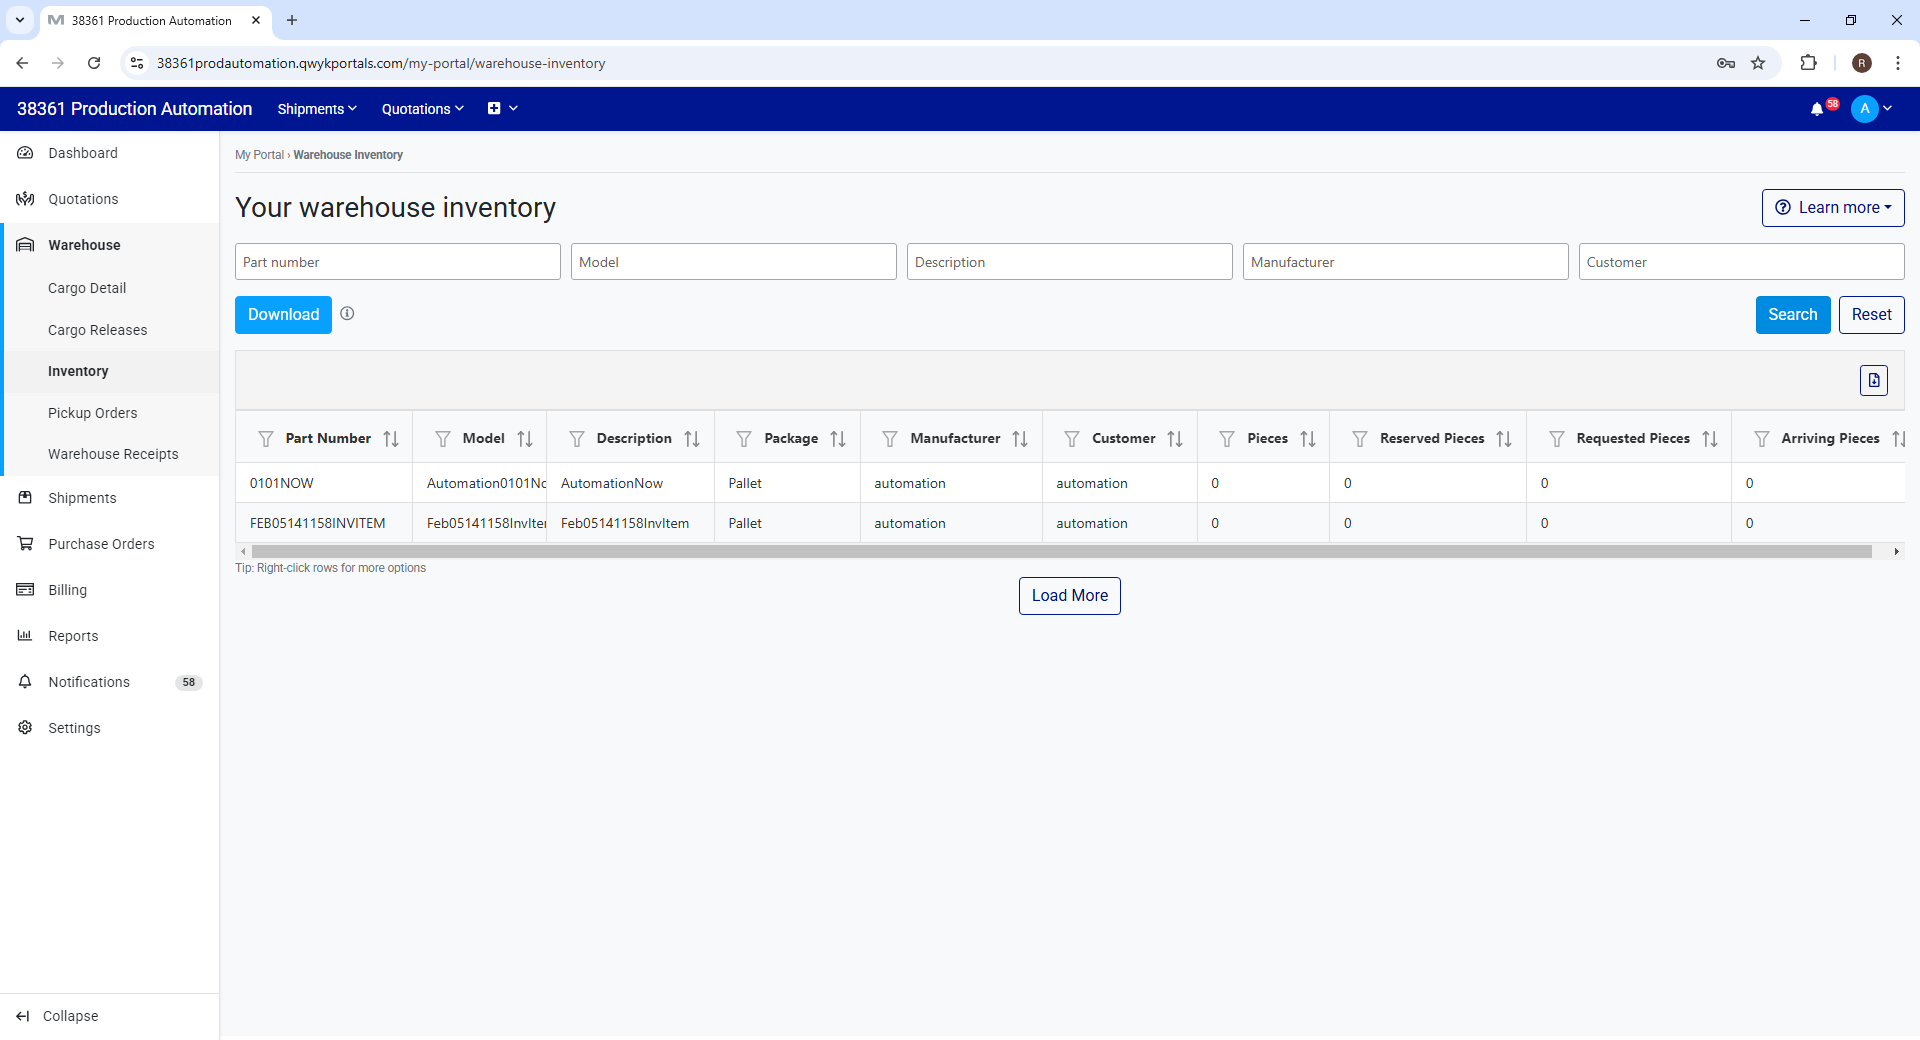 38361 Production Automation
38361prodautomation.qwykportals.com/my-portal/warehouse-inventory
R
38361 Production Automation Shipments Quotations 58 A
Dashboard
Quotations
Warehouse
Cargo Detail
Cargo Releases
Inventory
Pickup Orders
Warehouse Receipts
Shipments
Purchase Orders
Billing
Reports
Notifications 58
Settings
Collapse
My Portal › Warehouse Inventory
Your warehouse inventory
Learn more
Part number Model Description Manufacturer Customer
Download Search Reset
Part Number Model Description Package Manufacturer Customer Pieces Reserved Pieces Requested Pieces Arriving Pieces
0101NOW Automation0101No AutomationNow Pallet automation automation 0 0 0 0
FEB05141158INVITEM Feb05141158InvIter Feb05141158InvItem Pallet automation automation 0 0 0 0
Tip: Right-click rows for more options
Load More